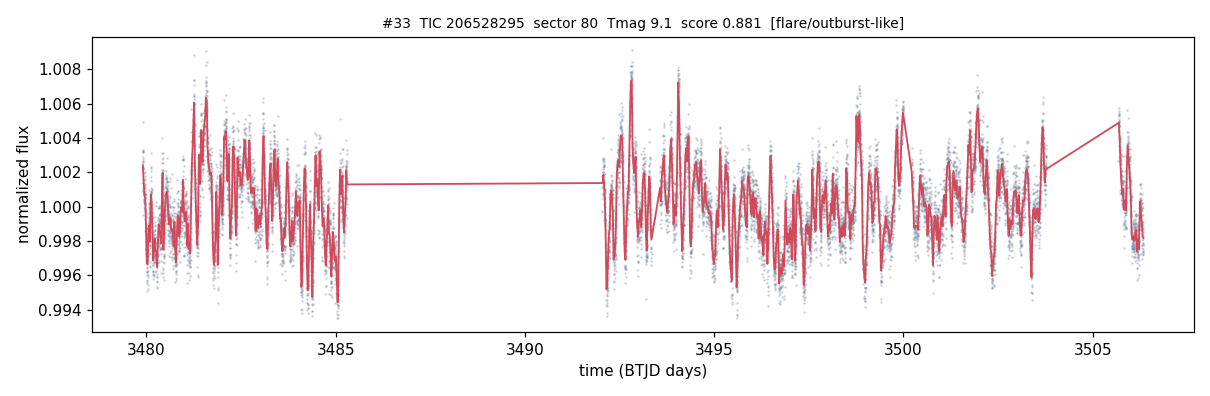 #33  TIC 206528295  sector 80  Tmag 9.1  score 0.881  [flare/outburst-like]
normalized flux
1.008
1.006
1.004
1.002
1.000
0.998
0.996
0.994
3480 3485 3490 3495 3500 3505
time (BTJD days)